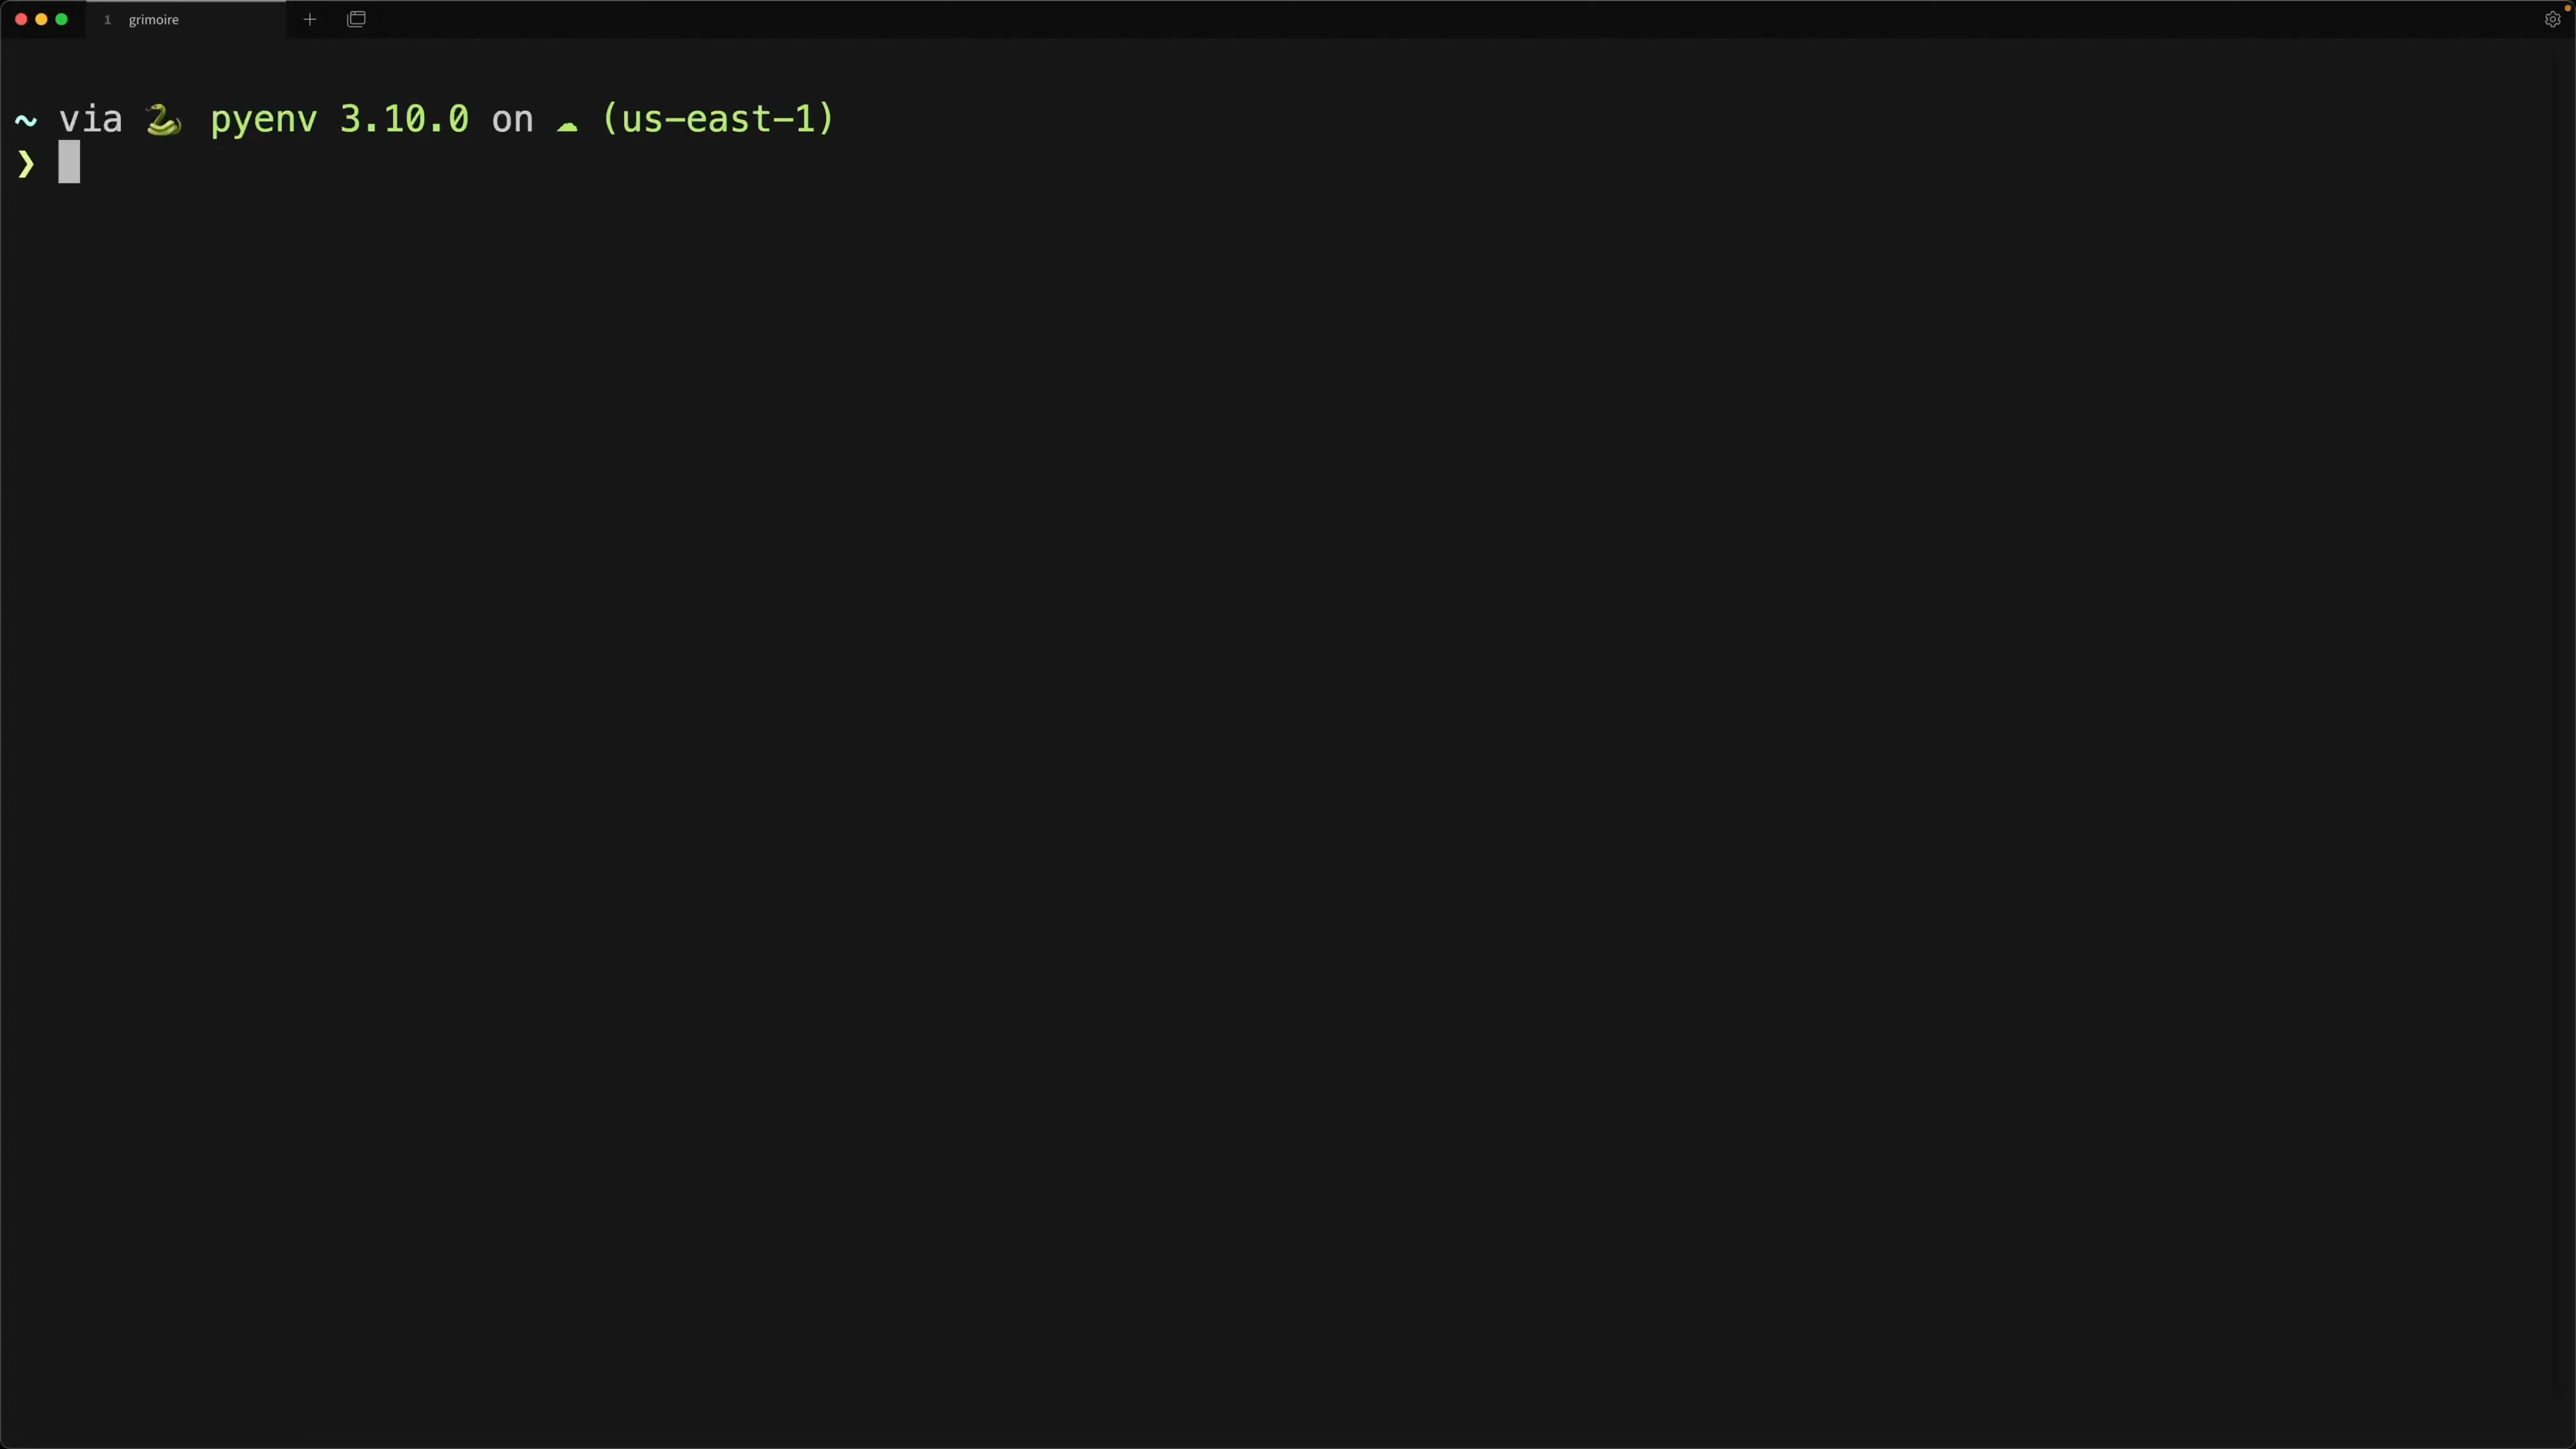 1 grimoire
~ via 🐍 pyenv 3.10.0 on ☁ (us-east-1)
❯